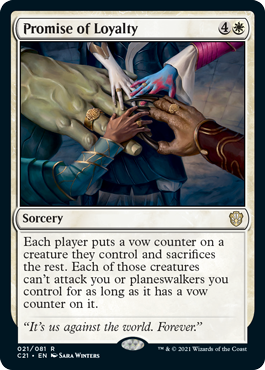 Promise of Loyalty 4
Sorcery
Each player puts a vow counter on a
creature they control and sacrifices
the rest. Each of those creatures
can't attack you or planeswalkers you
control for as long as it has a vow
counter on it.
"It's us against the world. Forever."
021/081 R
C21 • EN Sara Winters
™ & © 2021 Wizards of the Coast